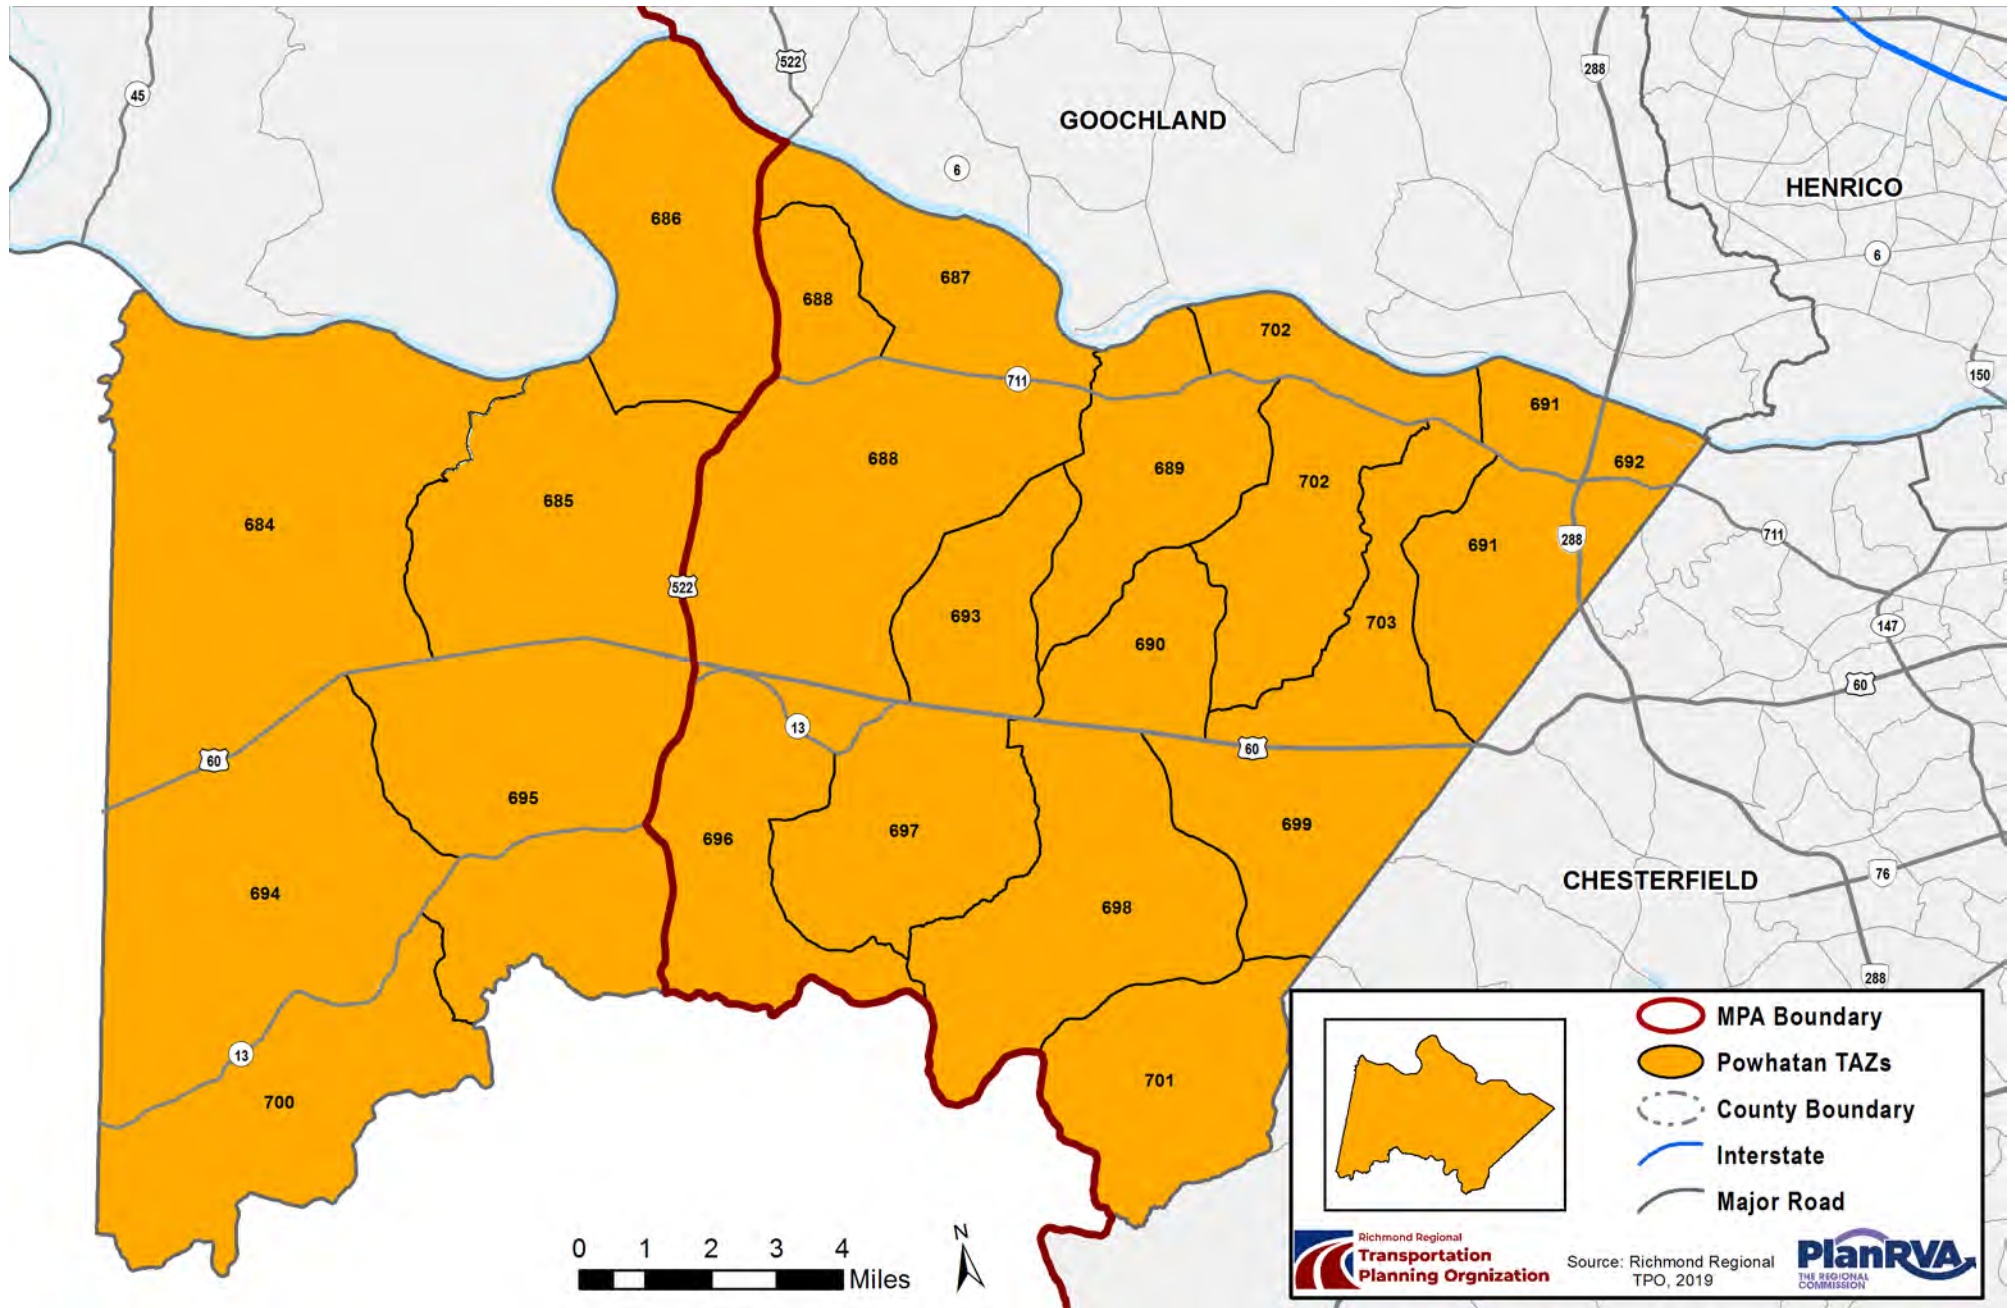 522
288
45
GOOCHLAND
6
HENRICO
686
6
687
688
702
711
150
691
688
689
692
702
684
685
711
288
691
522
693
703
147
690
60
13
60
60
695
699
697
696
76
CHESTERFIELD
694
698
288
13
701
700
MPA Boundary
Powhatan TAZs
County Boundary
Interstate
Major Road
N
0 1 2 3 4
Miles
Richmond Regional
Transportation
Planning Orgnization
Source: Richmond Regional
TPO, 2019
PlanRVA
THE REGIONAL
COMMISSION